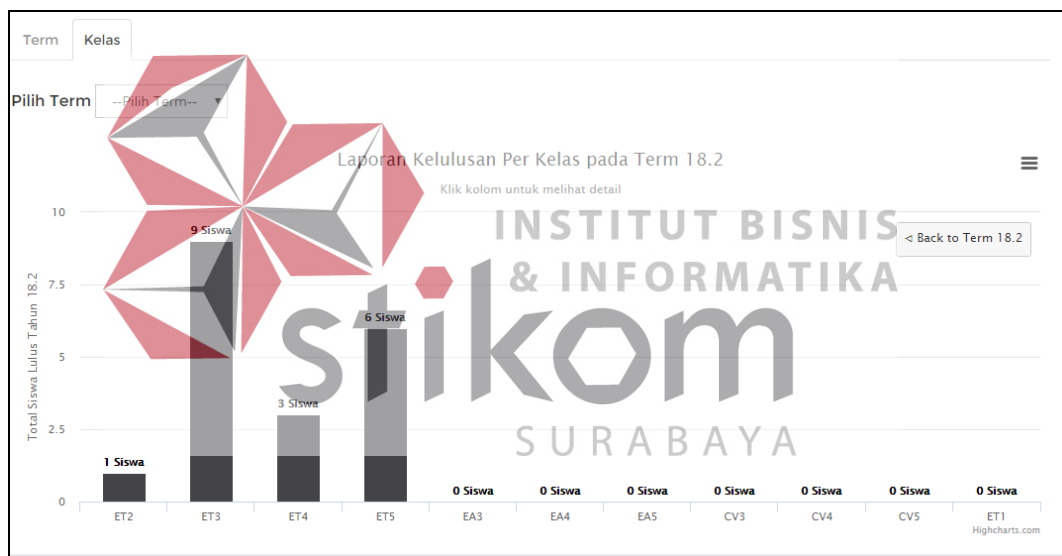 Term Kelas
Pilih Term --Pilih Term--
Laporan Kelulusan Per Kelas pada Term 18.2
Klik kolom untuk melihat detail
INSTITUT BISNIS
& INFORMATIKA
stikom
SURABAYA
◅ Back to Term 18.2
Total Siswa Lulus Tahun 18.2
10
7.5
5
2.5
0
1 Siswa
9 Siswa
3 Siswa
6 Siswa
0 Siswa
0 Siswa
0 Siswa
0 Siswa
0 Siswa
0 Siswa
0 Siswa
ET2 ET3 ET4 ET5 EA3 EA4 EA5 CV3 CV4 CV5 ET1
Highcharts.com